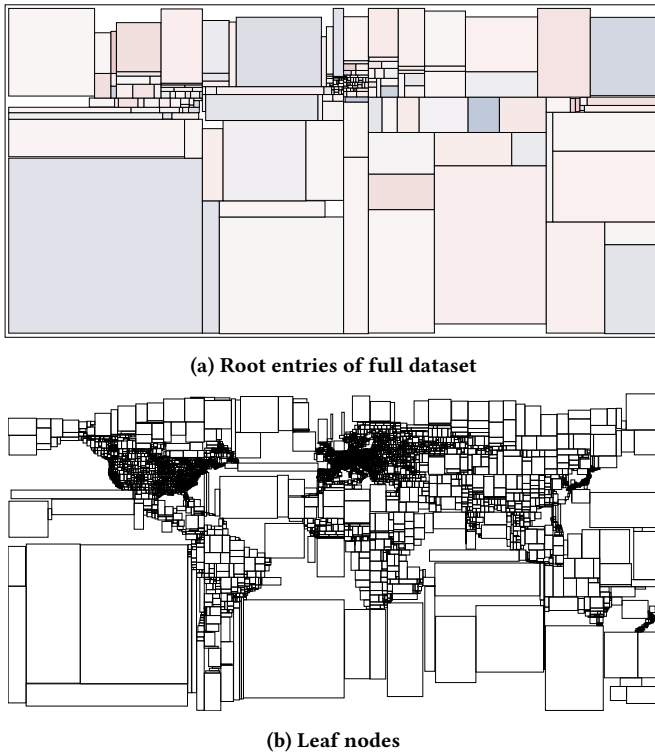 (a) Root entries of full dataset
(b) Leaf nodes